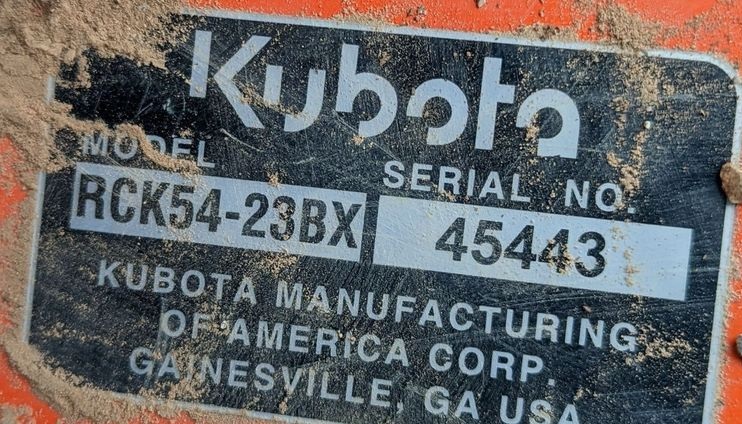 Kubota
MODEL SERIAL NO.
RCK54-23BX 45443
KUBOTA MANUFACTURING
OF AMERICA CORP.
GAINESVILLE, GA USA